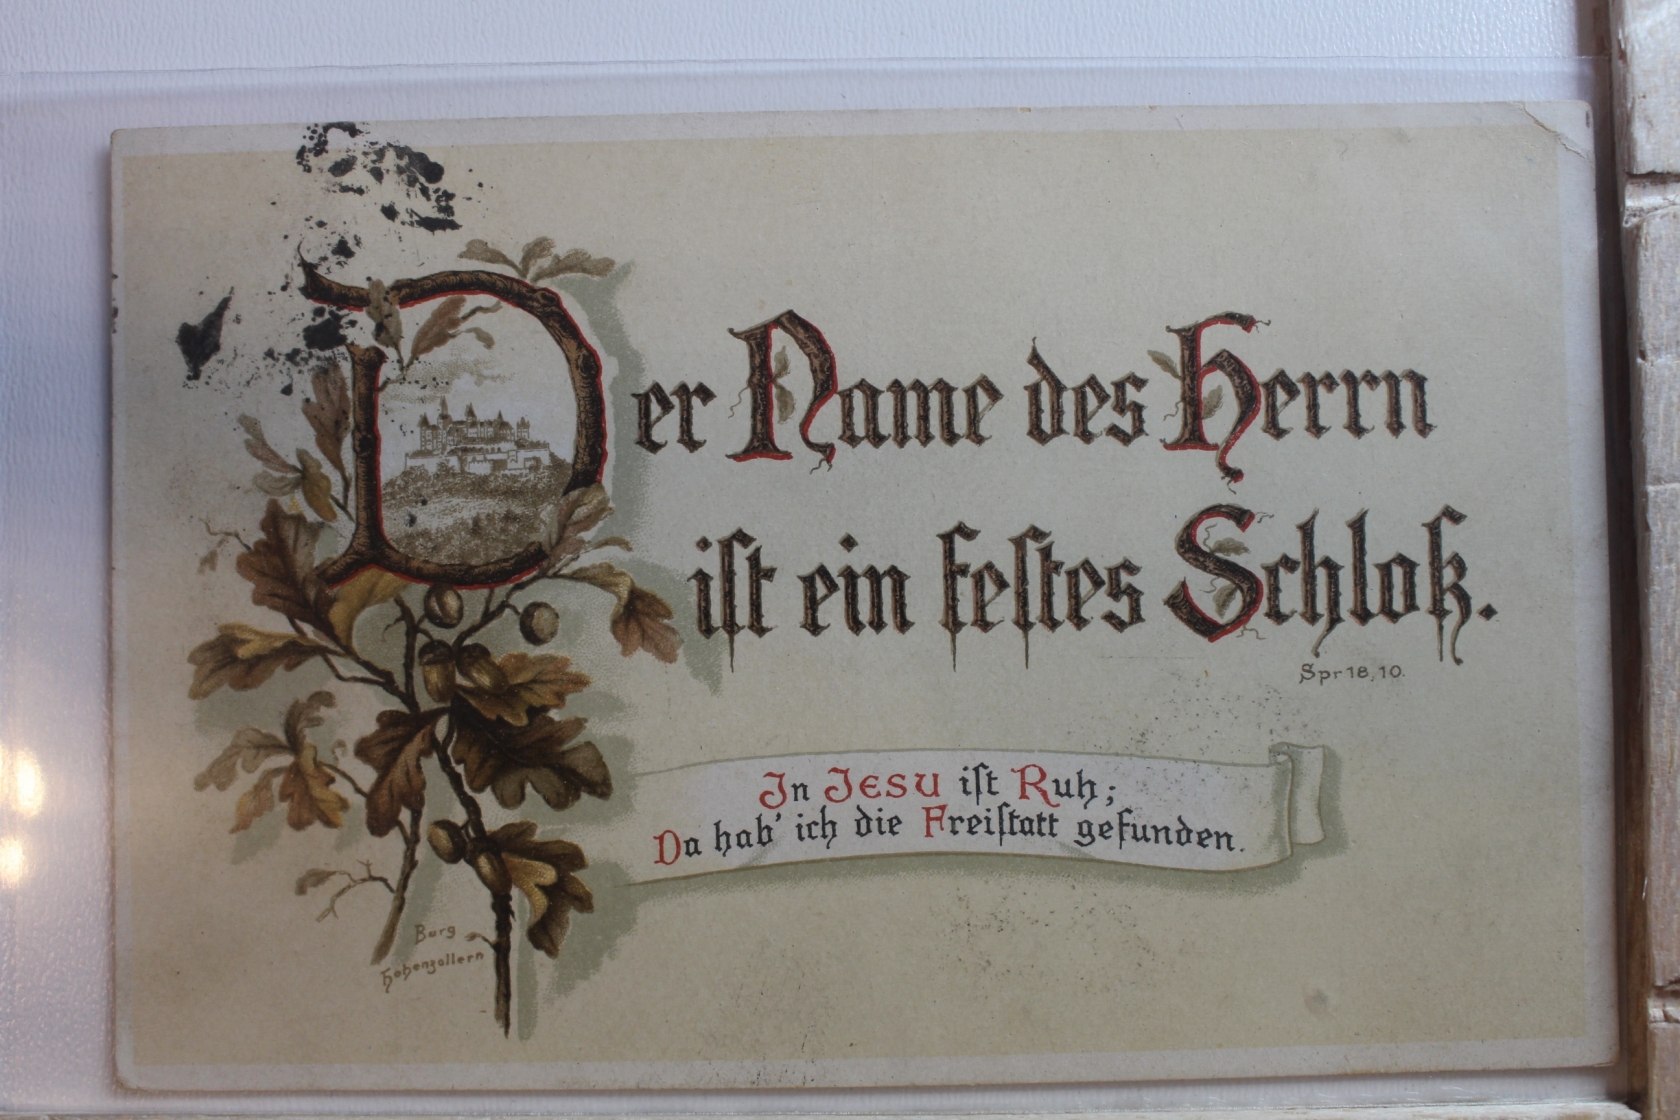 Der Name des Herrn
ist ein festes Schloß.
Spr 18,10.
In JESU ist Ruh;
Da hab' ich die Freistatt gefunden.
Burg
Hohenzollern